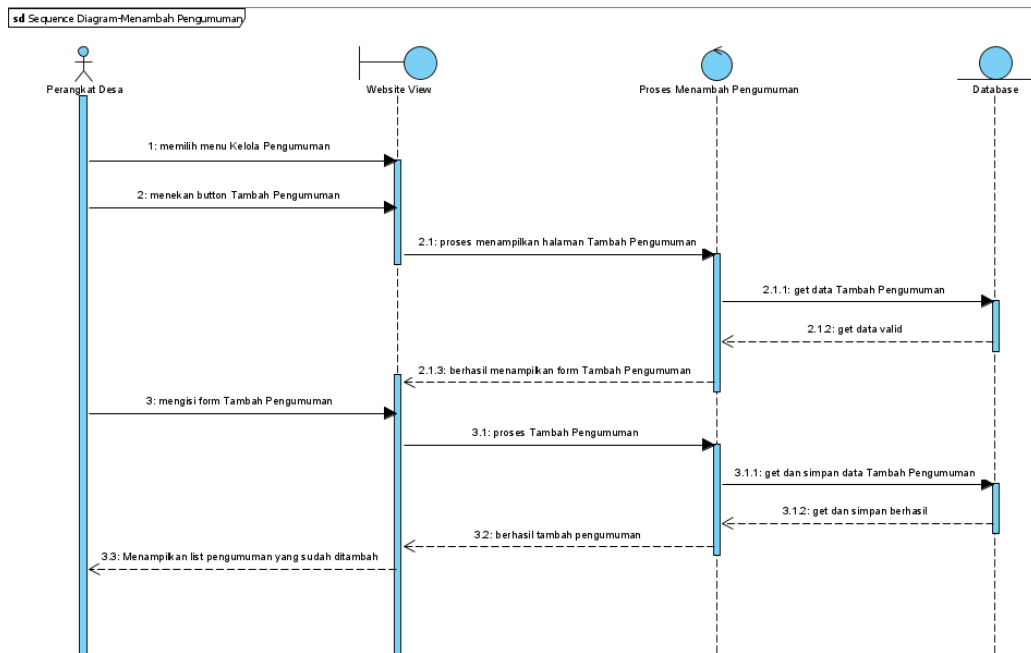 sd Sequence Diagram-Menambah Pengumuman
Perangkat Desa
Website View
Proses Menambah Pengumuman
Database
1: memilih menu Kelola Pengumuman
2: menekan button Tambah Pengumuman
2.1: proses menampilkan halaman Tambah Pengumuman
2.1.1: get data Tambah Pengumuman
2.1.2: get data valid
2.1.3: berhasil menampilkan form Tambah Pengumuman
3: mengisi form Tambah Pengumuman
3.1: proses Tambah Pengumuman
3.1.1: get dan simpan data Tambah Pengumuman
3.1.2: get dan simpan berhasil
3.2: berhasil tambah pengumuman
3.3: Menampilkan list pengumuman yang sudah ditambah